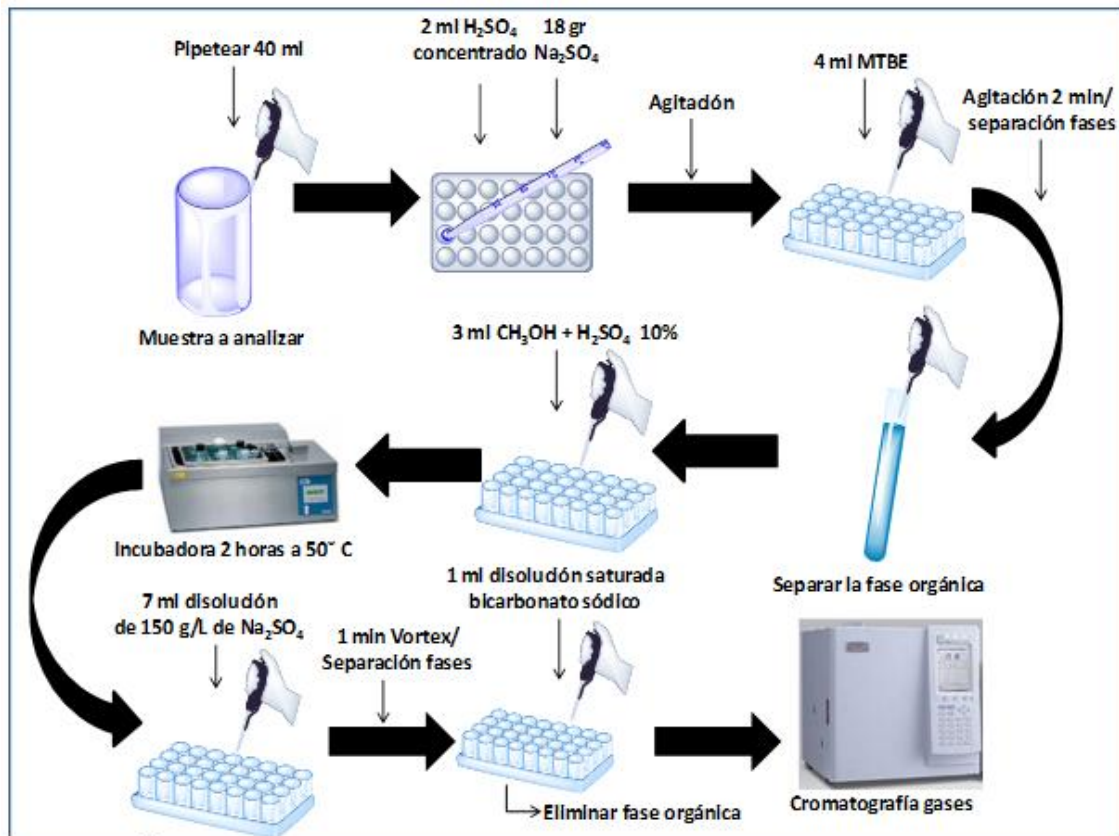 Pipetear 40 ml
2 ml H₂SO₄
concentrado
18 gr
Na₂SO₄
Agitación
4 ml MTBE
Agitación 2 min/
separación fases
Muestra a analizar
3 ml CH₃OH + H₂SO₄ 10%
Incubadora 2 horas a 50˘ C
Separar la fase orgánica
7 ml disolución
de 150 g/L de Na₂SO₄
1 min Vortex/
Separación fases
1 ml disolución saturada
bicarbonato sódico
Eliminar fase orgánica
Cromatografía gases